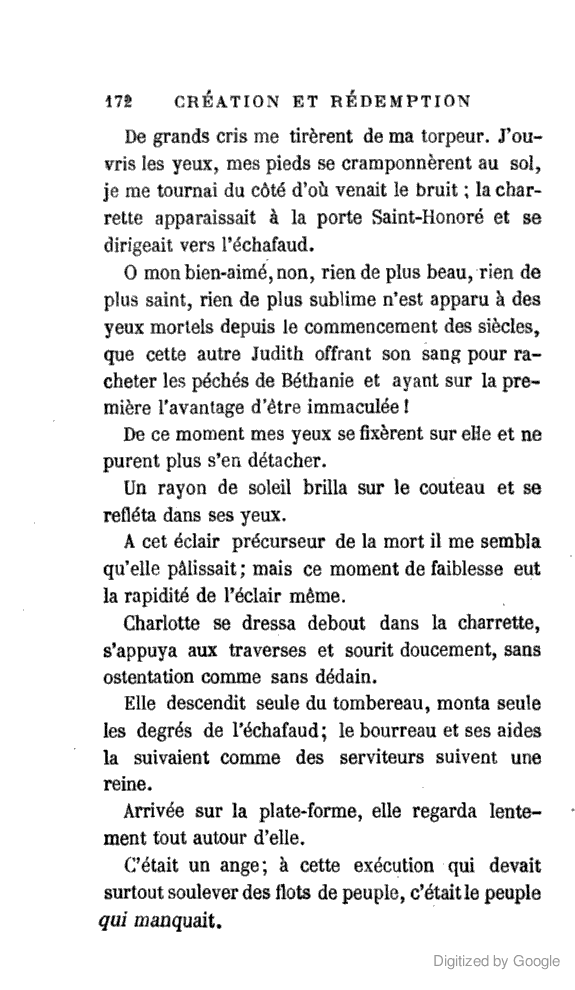 172 CRÉATION ET RÉDEMPTION
De grands cris me tirèrent de ma torpeur. J'ou-
vris les yeux, mes pieds se cramponnèrent au sol,
je me tournai du côté d'où venait le bruit ; la char-
rette apparaissait à la porte Saint-Honoré et se
dirigeait vers l'échafaud.
O mon bien-aimé, non, rien de plus beau, rien de
plus saint, rien de plus sublime n'est apparu à des
yeux mortels depuis le commencement des siècles,
que cette autre Judith offrant son sang pour ra-
cheter les péchés de Béthanie et ayant sur la pre-
mière l'avantage d'être immaculée !
De ce moment mes yeux se fixèrent sur elle et ne
purent plus s'en détacher.
Un rayon de soleil brilla sur le couteau et se
refléta dans ses yeux.
A cet éclair précurseur de la mort il me sembla
qu'elle pâlissait ; mais ce moment de faiblesse eut
la rapidité de l'éclair même.
Charlotte se dressa debout dans la charrette,
s'appuya aux traverses et sourit doucement, sans
ostentation comme sans dédain.
Elle descendit seule du tombereau, monta seule
les degrés de l'échafaud ; le bourreau et ses aides
la suivaient comme des serviteurs suivent une
reine.
Arrivée sur la plate-forme, elle regarda lente-
ment tout autour d'elle.
C'était un ange ; à cette exécution qui devait
surtout soulever des flots de peuple, c'était le peuple
qui manquait.
Digitized by Google